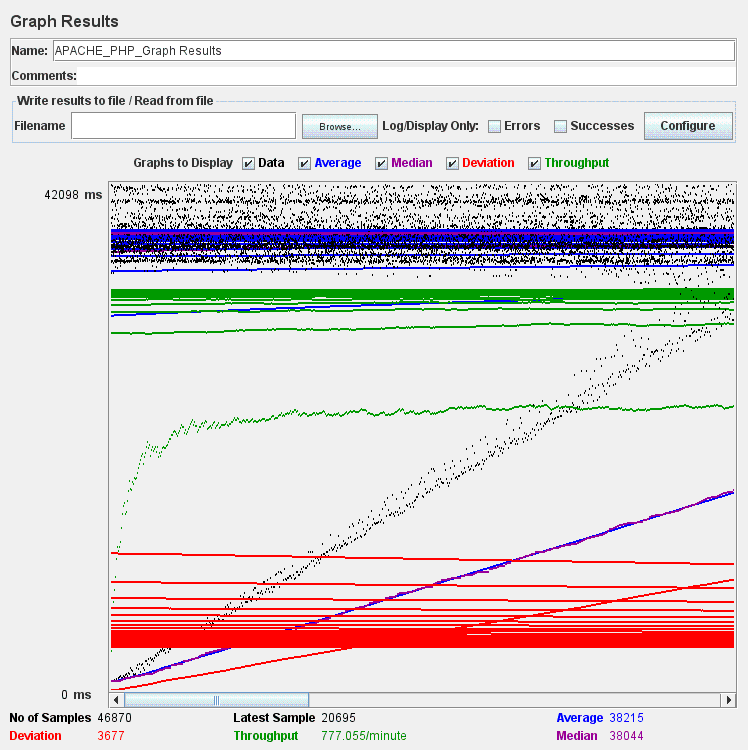 Graph Results
Name: APACHE_PHP_Graph Results
Comments:
Write results to file / Read from file
Filename Browse... Log/Display Only: Errors Successes Configure
Graphs to Display Data Average Median Deviation Throughput
42098 ms
0 ms
No of Samples 46870 Latest Sample 20695 Average 38215
Deviation 3677 Throughput 777.055/minute Median 38044